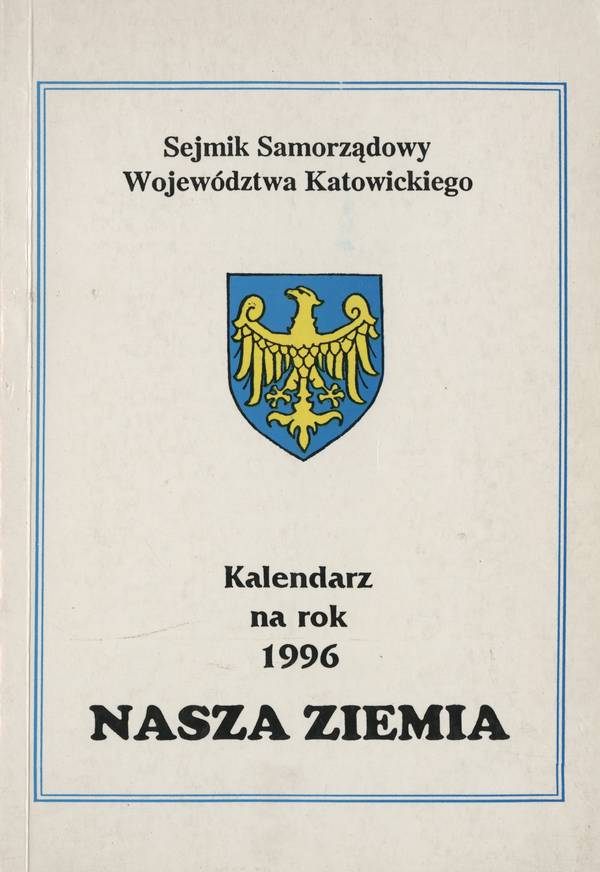 Sejmik Samorządowy
Województwa Katowickiego
Kalendarz
na rok
1996
NASZA ZIEMIA